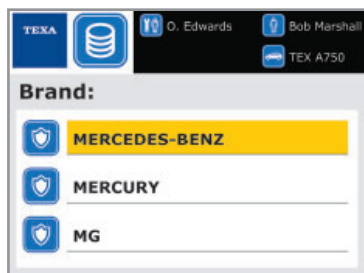 TEXA
O. Edwards
Bob Marshall
TEX A750
Brand:
MERCEDES-BENZ
MERCURY
MG